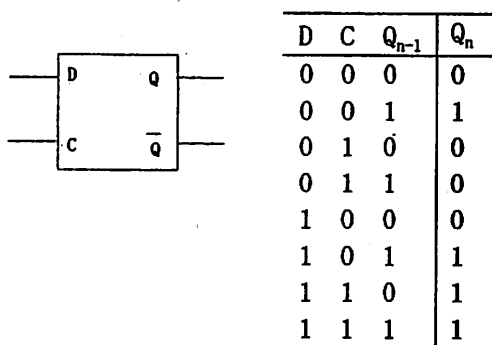 D Q
C Q̅
D C Qₙ₋₁ Qₙ
0 0 0 0
0 0 1 1
0 1 0 0
0 1 1 0
1 0 0 0
1 0 1 1
1 1 0 1
1 1 1 1